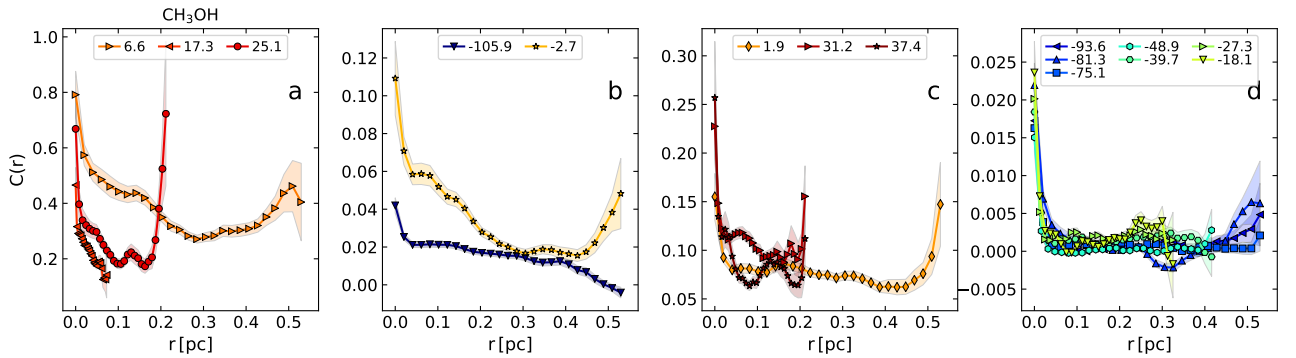 CH₃OH
C(r)
1.0
0.8
0.6
0.4
0.2
6.6 17.3 25.1
a
0.0 0.1 0.2 0.3 0.4 0.5
r [pc]
0.12
0.10
0.08
0.06
0.04
0.02
0.00
-105.9 -2.7
b
0.0 0.1 0.2 0.3 0.4 0.5
r [pc]
0.30
0.25
0.20
0.15
0.10
0.05
1.9 31.2 37.4
c
0.0 0.1 0.2 0.3 0.4 0.5
r [pc]
0.025
0.020
0.015
0.010
0.005
0.000
−0.005
-93.6 -48.9 -27.3
-81.3 -39.7 -18.1
-75.1
d
0.0 0.1 0.2 0.3 0.4 0.5
r [pc]